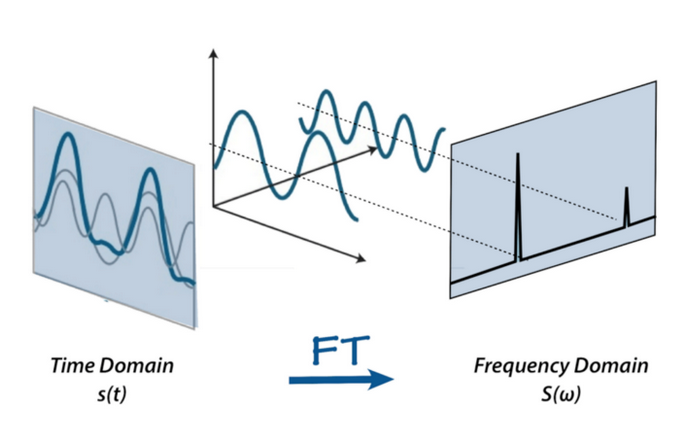 FT
Time Domain
s(t)
Frequency Domain
S(ω)